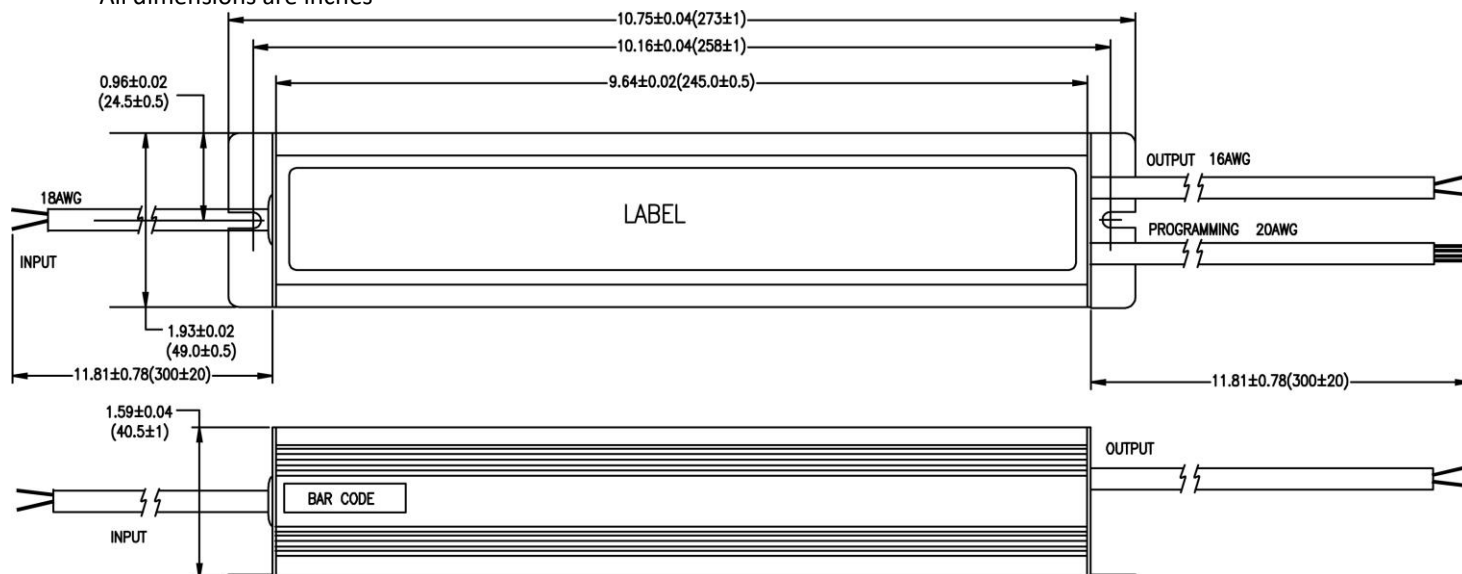 All dimensions are inches
10.75±0.04(273±1)
10.16±0.04(258±1)
9.64±0.02(245.0±0.5)
0.96±0.02
(24.5±0.5)
OUTPUT 16AWG
18AWG
LABEL
PROGRAMMING 20AWG
INPUT
1.93±0.02
(49.0±0.5)
11.81±0.78(300±20)
11.81±0.78(300±20)
1.59±0.04
(40.5±1)
OUTPUT
BAR CODE
INPUT